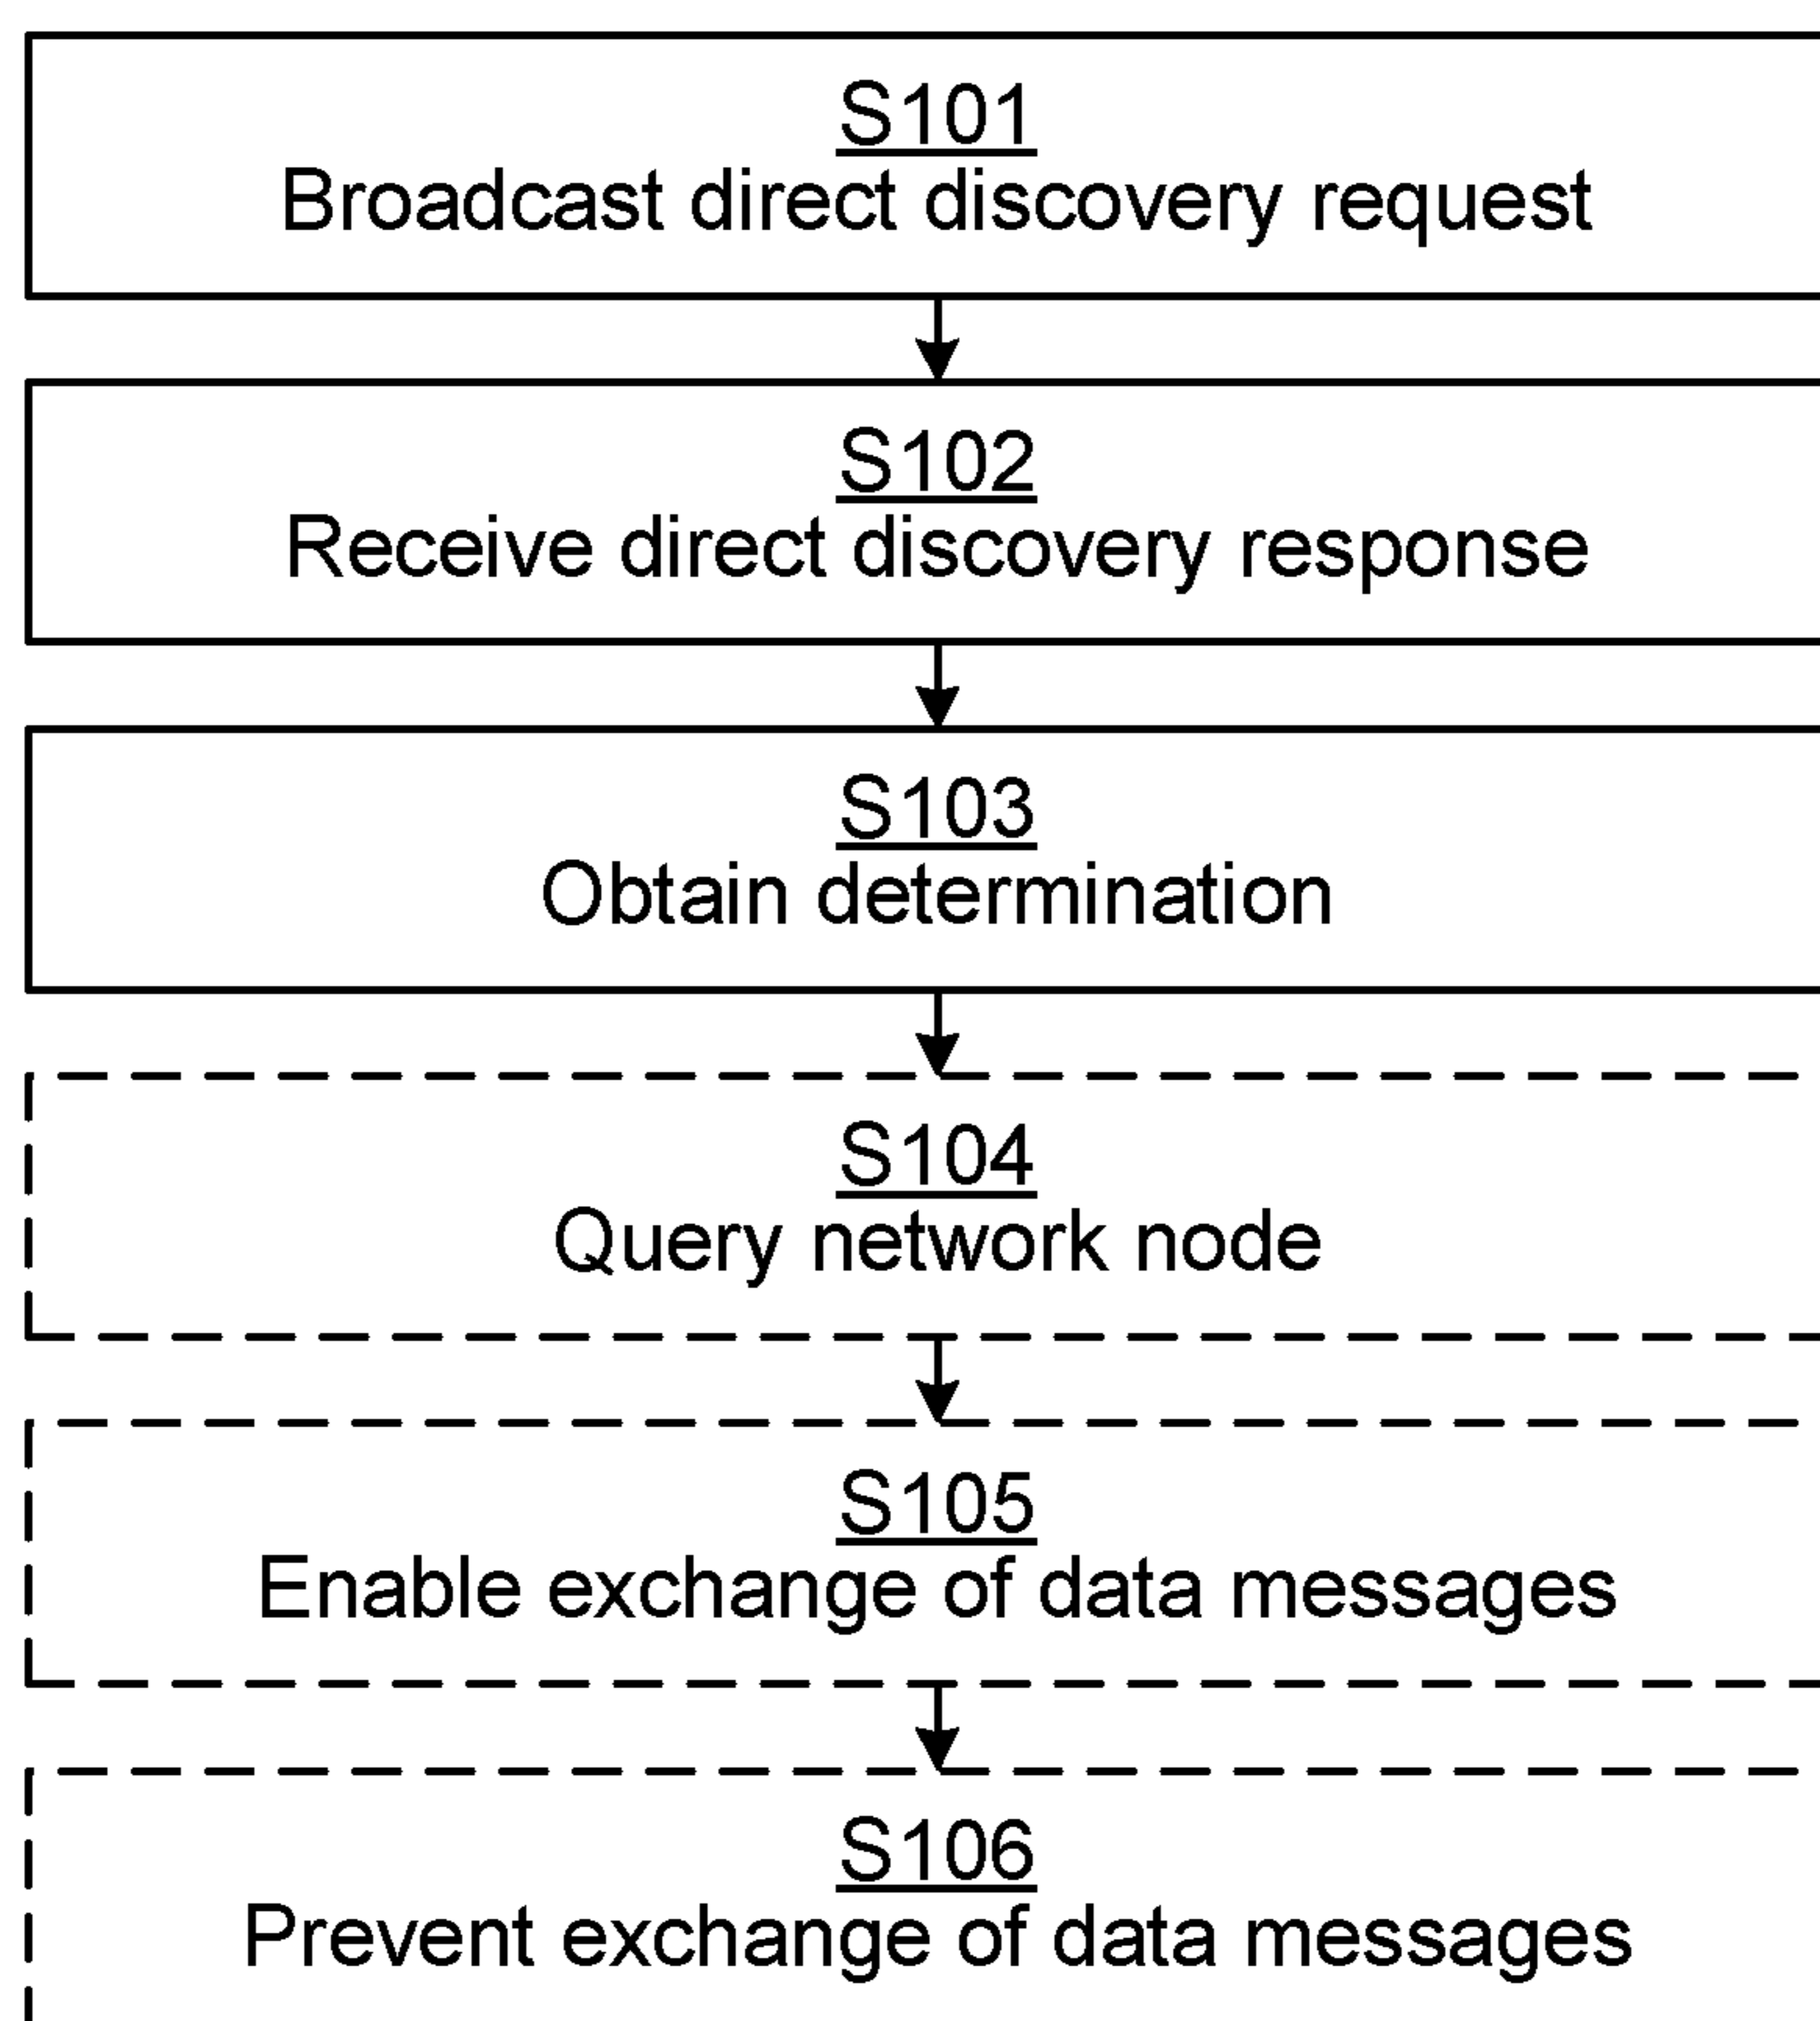 S101
Broadcast direct discovery request
S102
Receive direct discovery response
S103
Obtain determination
S104
Query network node
S105
Enable exchange of data messages
S106
Prevent exchange of data messages